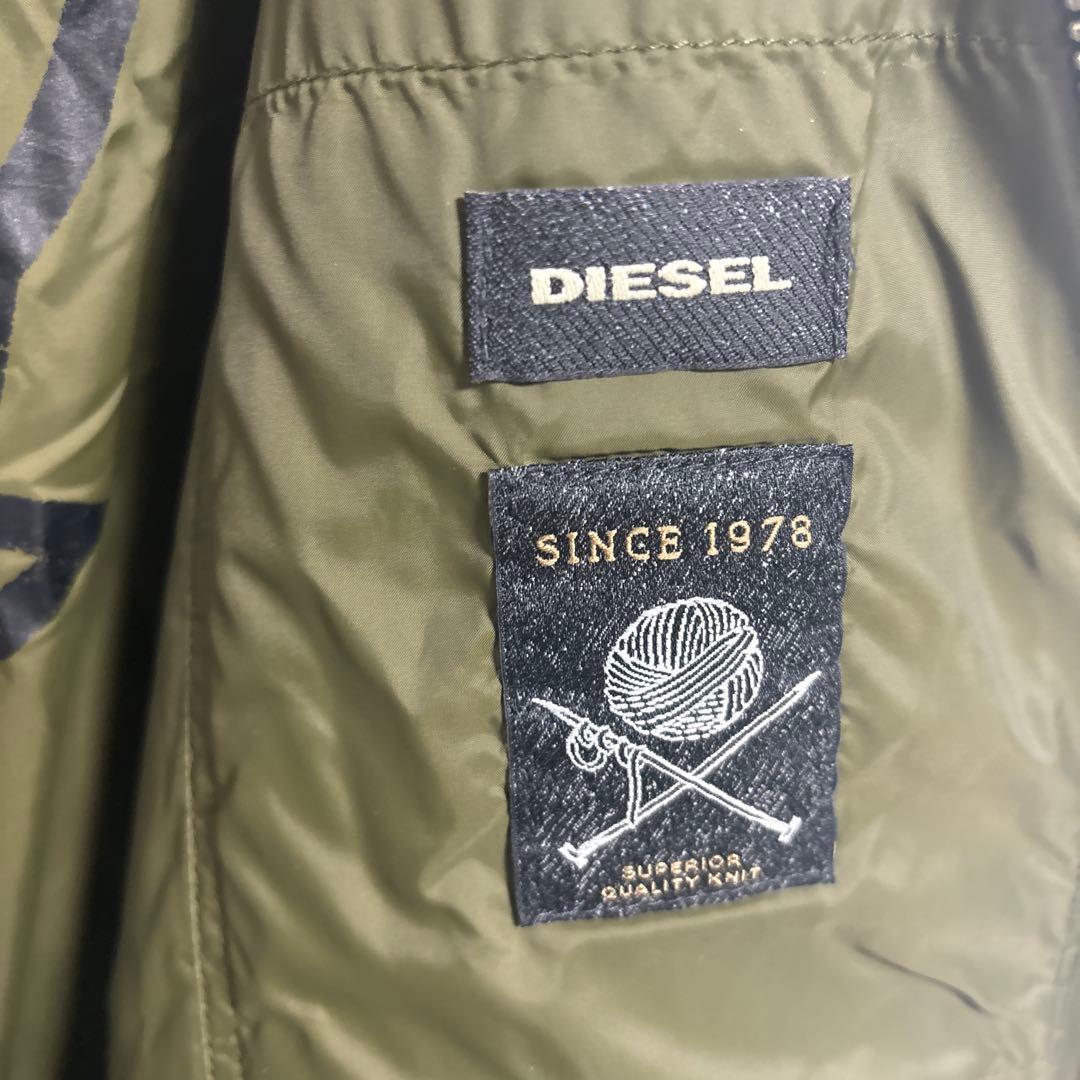 DIESEL
SINCE 1978
SUPERIOR
QUALITY KNIT